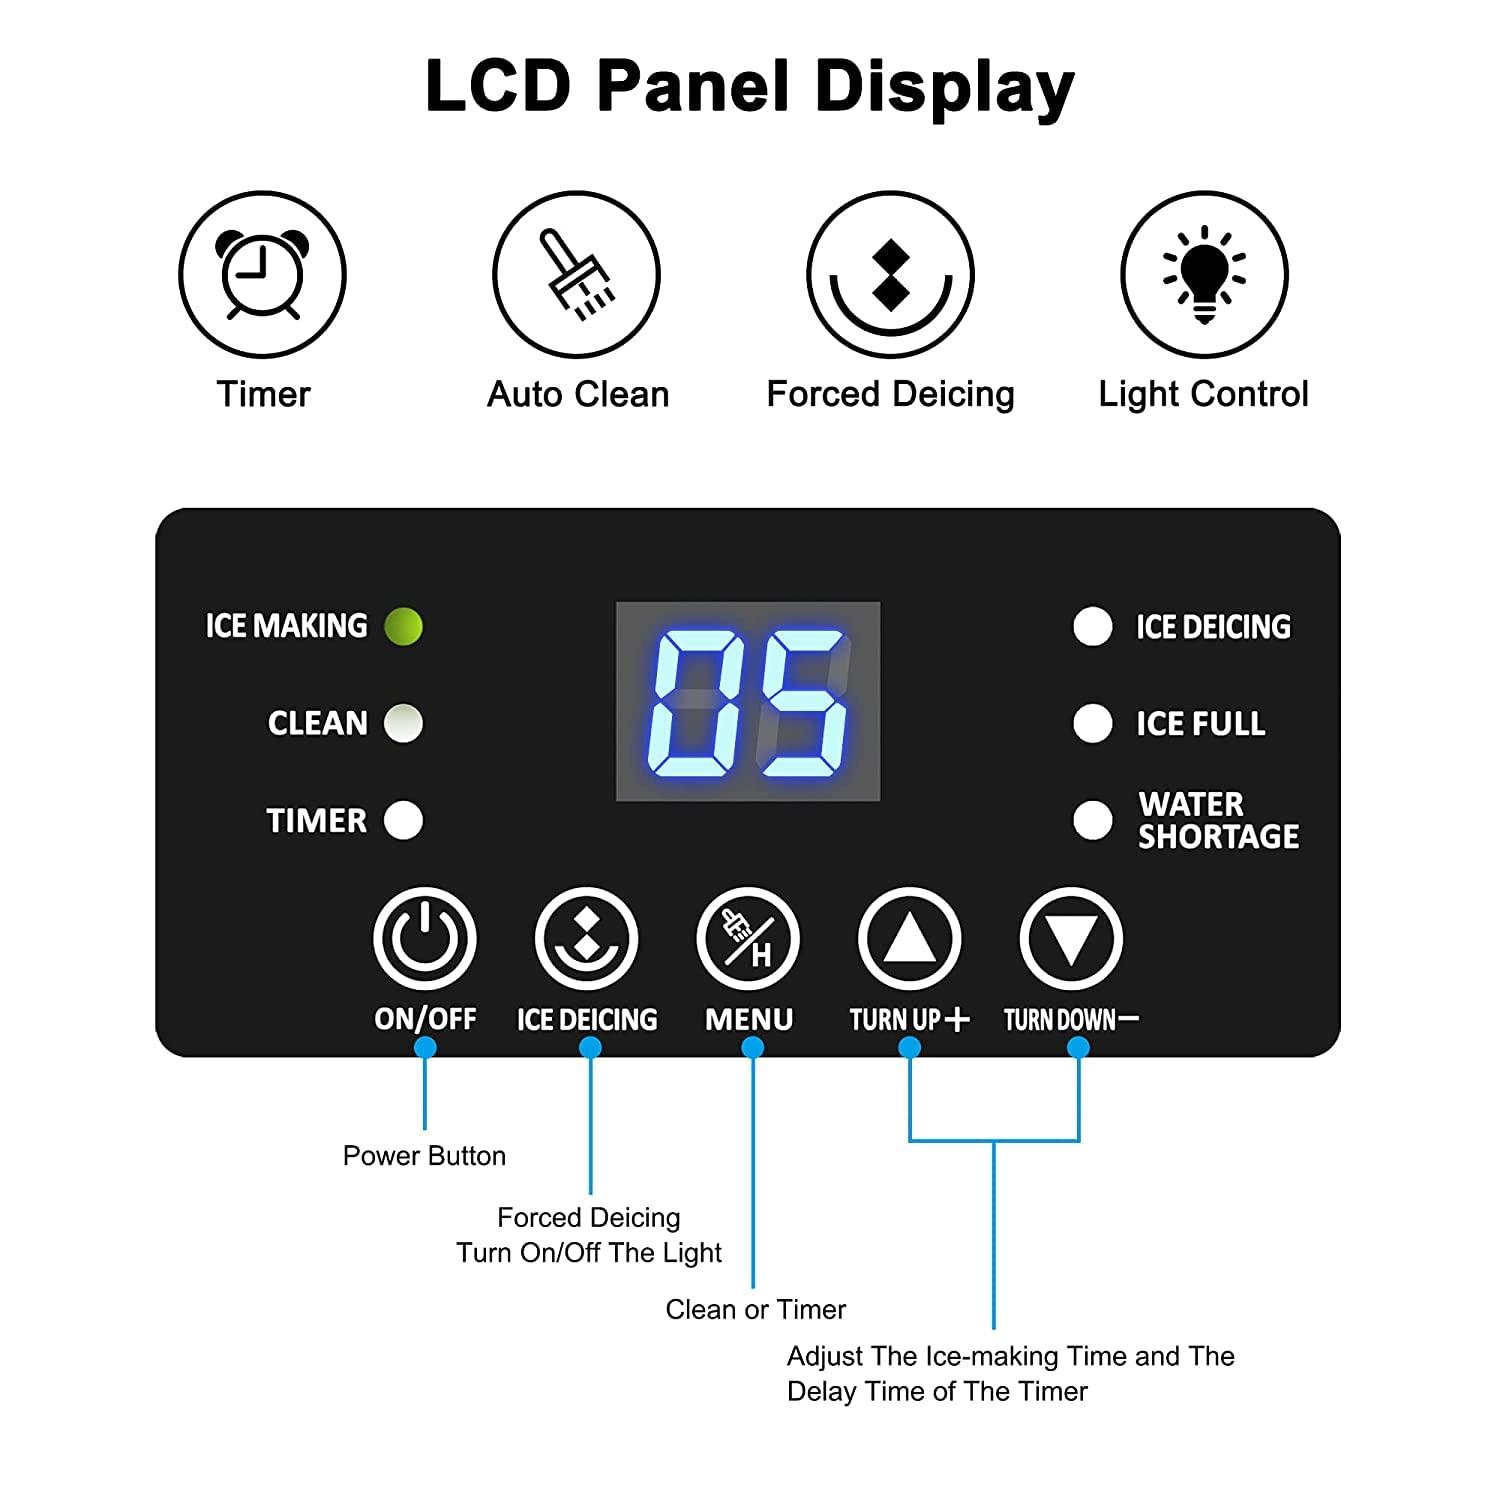 LCD Panel Display
Timer
Auto Clean
Forced Deicing
Light Control
ICE MAKING
CLEAN
TIMER
05
ICE DEICING
ICE FULL
WATER
SHORTAGE
H
ON/OFF
ICE DEICING
MENU
TURN UP+
TURN DOWN−
Power Button
Forced Deicing
Turn On/Off The Light
Clean or Timer
Adjust The Ice-making Time and The
Delay Time of The Timer